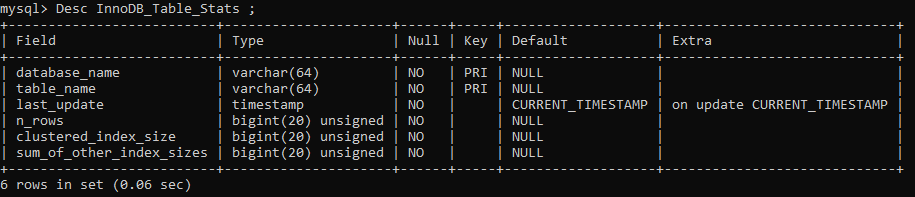 mysql> Desc InnoDB_Table_Stats ;
+--------------------------+---------------------+------+-----+-------------------+-----------------------------+
| Field                    | Type                | Null | Key | Default           | Extra                       |
+--------------------------+---------------------+------+-----+-------------------+-----------------------------+
| database_name            | varchar(64)         | NO   | PRI | NULL              |                             |
| table_name               | varchar(64)         | NO   | PRI | NULL              |                             |
| last_update              | timestamp           | NO   |     | CURRENT_TIMESTAMP | on update CURRENT_TIMESTAMP |
| n_rows                   | bigint(20) unsigned | NO   |     | NULL              |                             |
| clustered_index_size     | bigint(20) unsigned | NO   |     | NULL              |                             |
| sum_of_other_index_sizes | bigint(20) unsigned | NO   |     | NULL              |                             |
+--------------------------+---------------------+------+-----+-------------------+-----------------------------+
6 rows in set (0.06 sec)